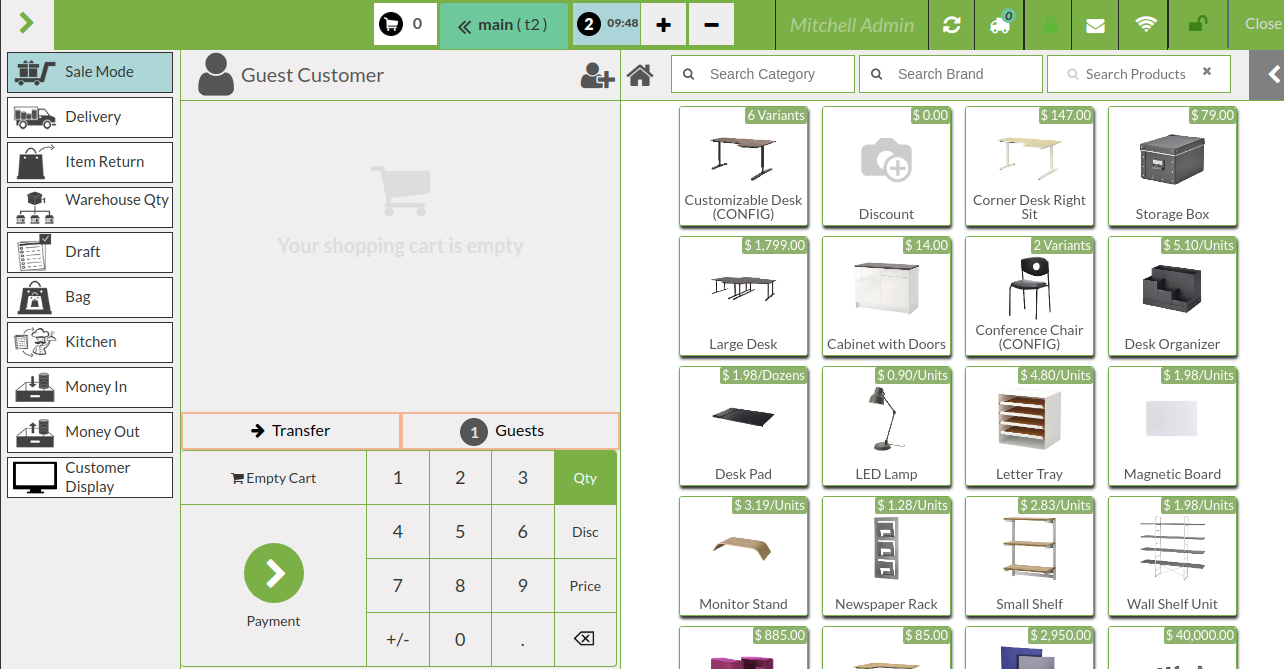 0
main ( t2 )
2 09:48
Mitchell Admin
0
Close
Sale Mode
Delivery
Item Return
Warehouse Qty
Draft
Bag
Kitchen
Money In
Money Out
Customer
Display
Guest Customer
Your shopping cart is empty
Transfer
1 Guests
Empty Cart
1 2 3 Qty
4 5 6 Disc
7 8 9 Price
Payment
+/- 0 .
Search Category
Search Brand
Search Products
6 Variants
Customizable Desk
(CONFIG)
$ 0.00
Discount
$ 147.00
Corner Desk Right
Sit
$ 79.00
Storage Box
$ 1,799.00
Large Desk
$ 14.00
Cabinet with Doors
2 Variants
Conference Chair
(CONFIG)
$ 5.10/Units
Desk Organizer
$ 1.98/Dozens
Desk Pad
$ 0.90/Units
LED Lamp
$ 4.80/Units
Letter Tray
$ 1.98/Units
Magnetic Board
$ 3.19/Units
Monitor Stand
$ 1.28/Units
Newspaper Rack
$ 2.83/Units
Small Shelf
$ 1.98/Units
Wall Shelf Unit
$ 885.00
$ 85.00
$ 2,950.00
$ 40,000.00